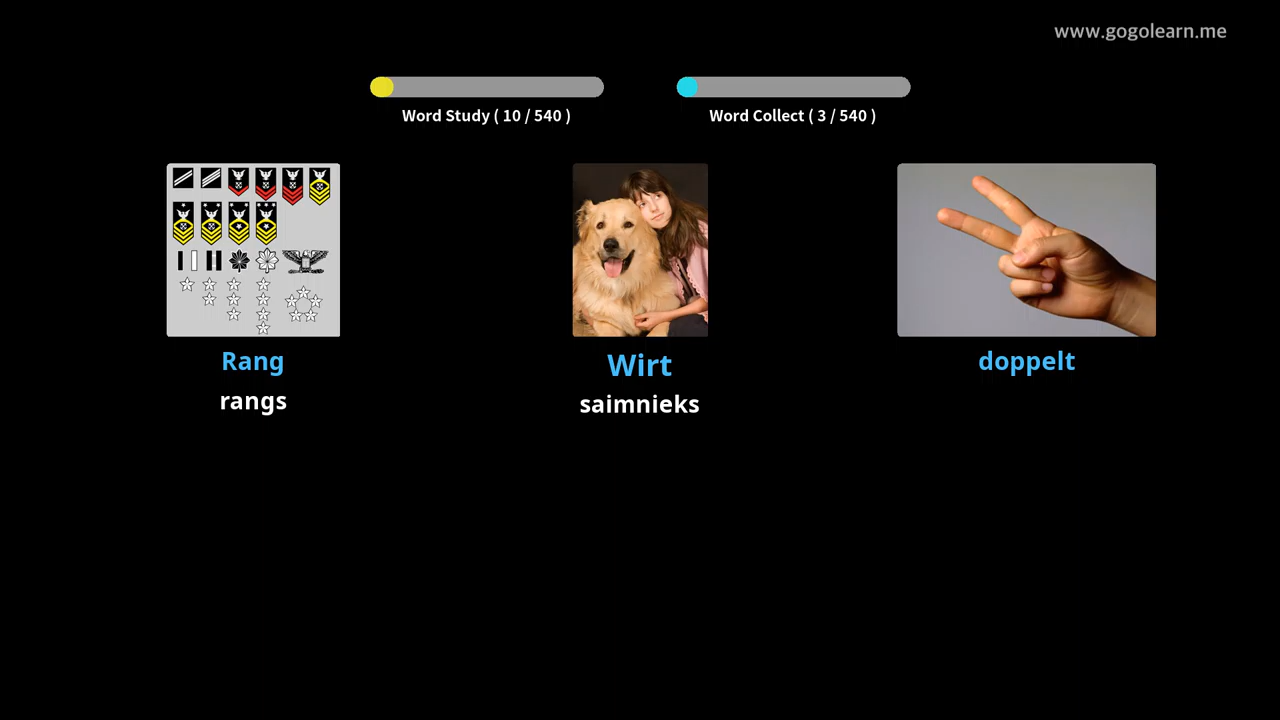 www.gogolearn.me
Word Study ( 10 / 540 )
Word Collect ( 3 / 540 )
Rang
rangs
Wirt
saimnieks
doppelt